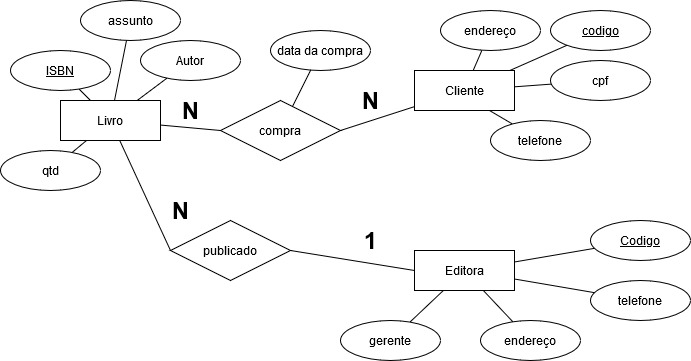 assunto
endereço
codigo
data da compra
Autor
ISBN
cpf
Cliente
N
N
Livro
compra
telefone
qtd
N
1
Codigo
publicado
Editora
telefone
gerente
endereço